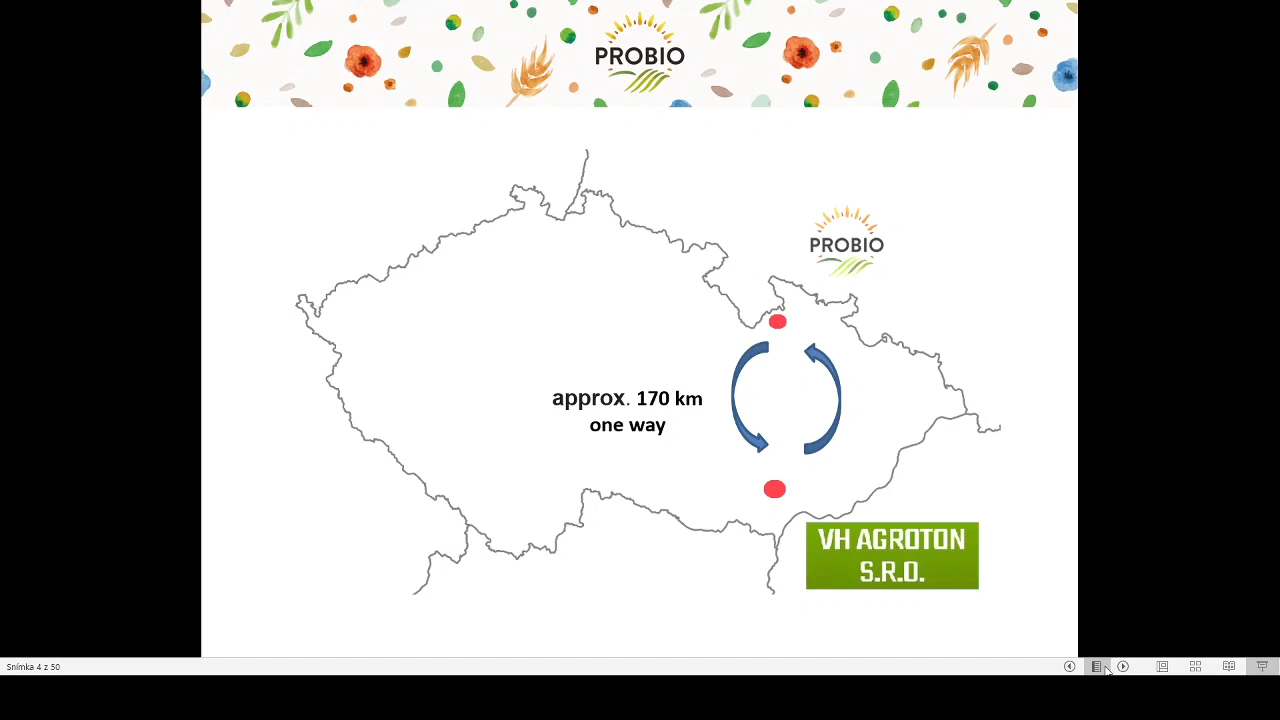 PROBIO
PROBIO
approx. 170 km
one way
VH AGROTON
S.R.O.
Snímka 4 z 50